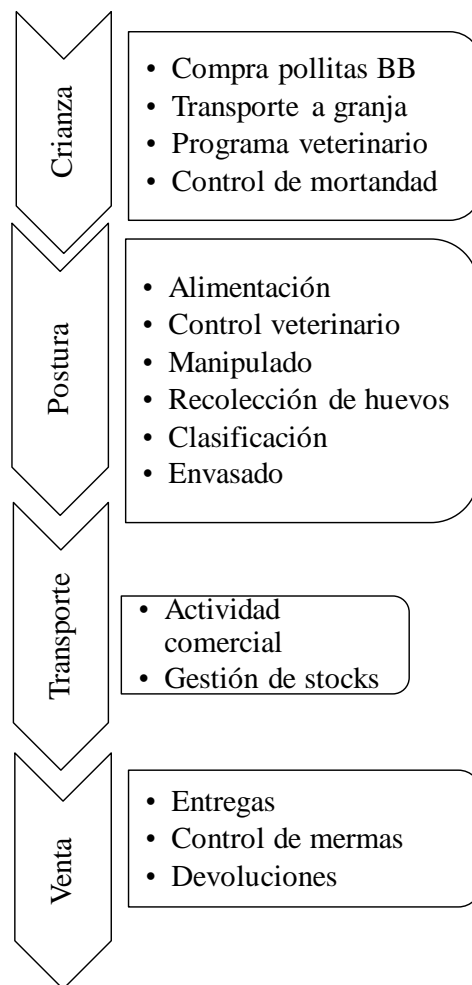 Crianza
• Compra pollitas BB
• Transporte a granja
• Programa veterinario
• Control de mortandad
Postura
• Alimentación
• Control veterinario
• Manipulado
• Recolección de huevos
• Clasificación
• Envasado
Transporte
• Actividad
comercial
• Gestión de stocks
Venta
• Entregas
• Control de mermas
• Devoluciones